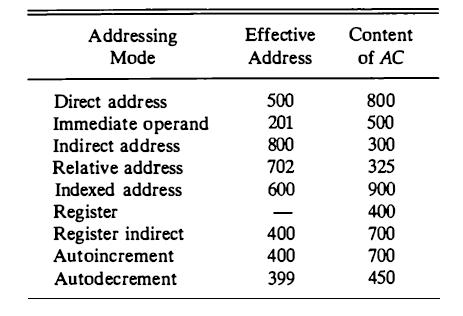 Addressing Effective Content
Mode Address of AC
Direct address 500 800
Immediate operand 201 500
Indirect address 800 300
Relative address 702 325
Indexed address 600 900
Register — 400
Register indirect 400 700
Autoincrement 400 700
Autodecrement 399 450